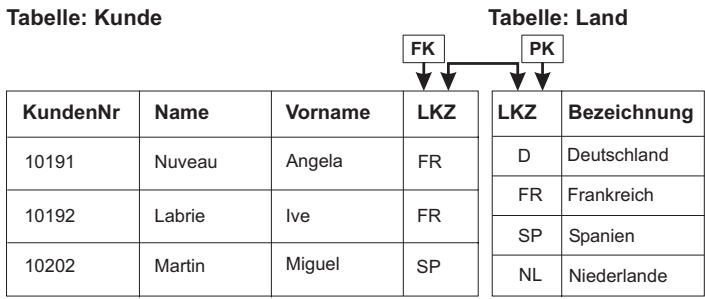 Tabelle: Kunde
Tabelle: Land
FK
PK
KundenNr Name Vorname LKZ
10191 Nuveau Angela FR
10192 Labrie Ive FR
10202 Martin Miguel SP
LKZ Bezeichnung
D Deutschland
FR Frankreich
SP Spanien
NL Niederlande